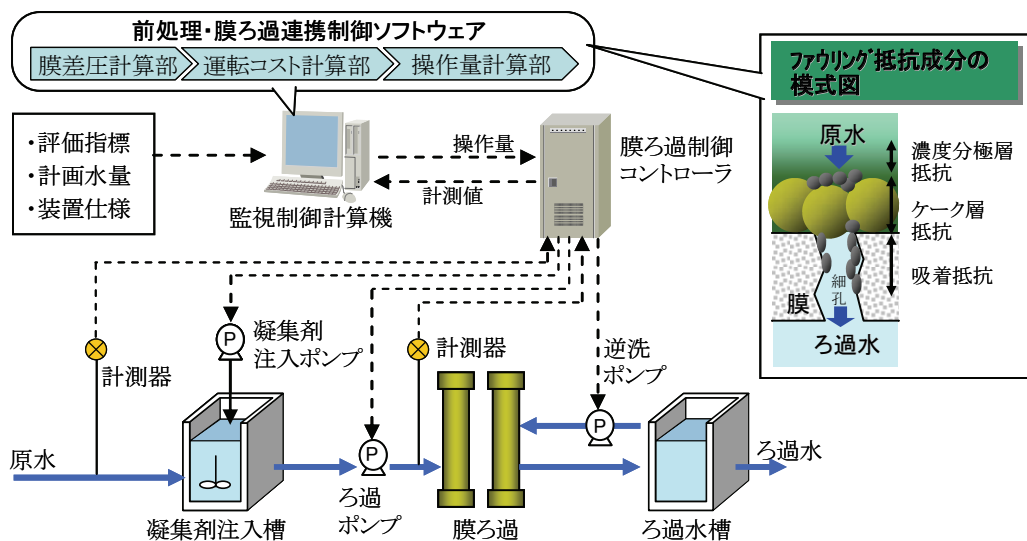 前処理・膜ろ過連携制御ソフトウェア
膜差圧計算部
運転コスト計算部
操作量計算部
ファウリング抵抗成分の
模式図
・評価指標
・計画水量
・装置仕様
操作量
計測値
監視制御計算機
膜ろ過制御
コントローラ
原水
濃度分極層
抵抗
ケーク層
抵抗
吸着抵抗
膜
細孔
ろ過水
計測器
P
凝集剤
注入ポンプ
計測器
逆洗
ポンプ
P
P
原水
凝集剤注入槽
ろ過
ポンプ
膜ろ過
ろ過水槽
ろ過水